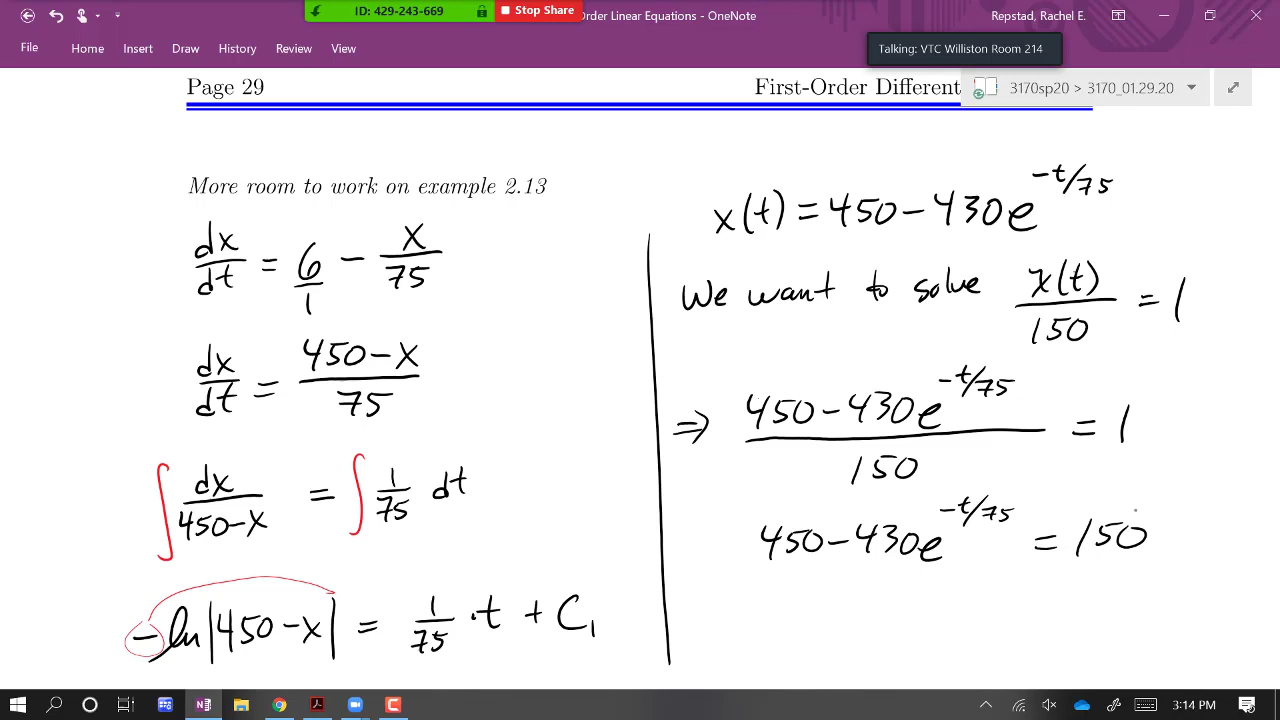 ID: 429-243-669 Stop Share
Order Linear Equations - OneNote
Repstad, Rachel E.
File Home Insert Draw History Review View
Talking: VTC Williston Room 214
Page 29 First-Order Different
3170sp20 > 3170_01.29.20
More room to work on example 2.13
dx/dt = 6/1 - x/75
dx/dt = (450-x)/75
∫ dx/(450-x) = ∫ 1/75 dt
-ln|450-x| = 1/75 · t + C₁
x(t) = 450-430e^(-t/75)
We want to solve x(t)/150 = 1
⇒ (450-430e^(-t/75))/150 = 1
450-430e^(-t/75) = 150
3:14 PM